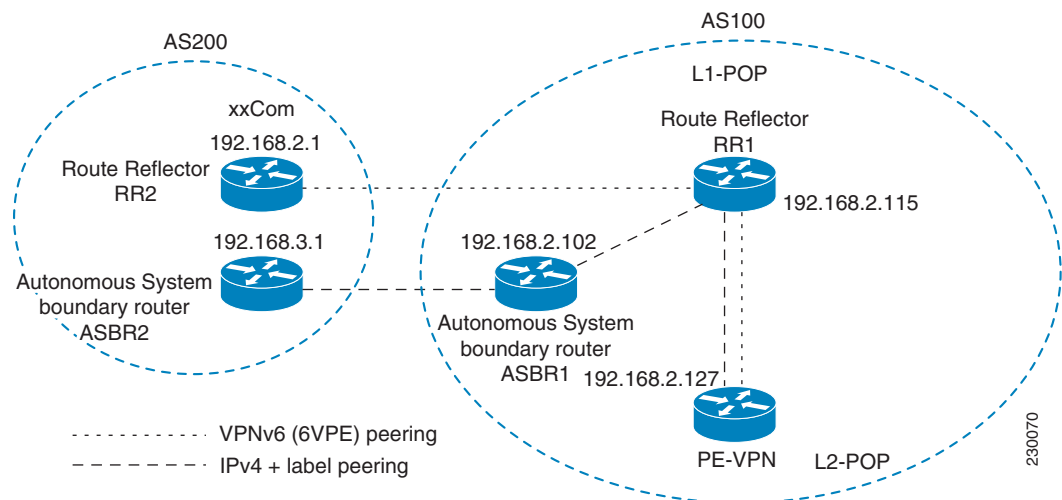 AS200
AS100
xxCom
192.168.2.1
Route Reflector
RR2
192.168.3.1
Autonomous System
boundary router
ASBR2
L1-POP
Route Reflector
RR1
192.168.2.115
192.168.2.102
Autonomous System
boundary router
ASBR1
192.168.2.127
PE-VPN
L2-POP
VPNv6 (6VPE) peering
IPv4 + label peering
230070